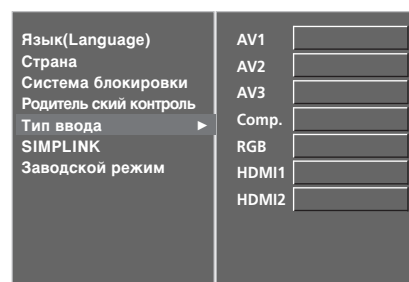 Язык(Language)
Страна
Система блокировки
Родитель ский контроль
Тип ввода ►
SIMPLINK
Заводской режим
AV1
AV2
AV3
Comp.
RGB
HDMI1
HDMI2